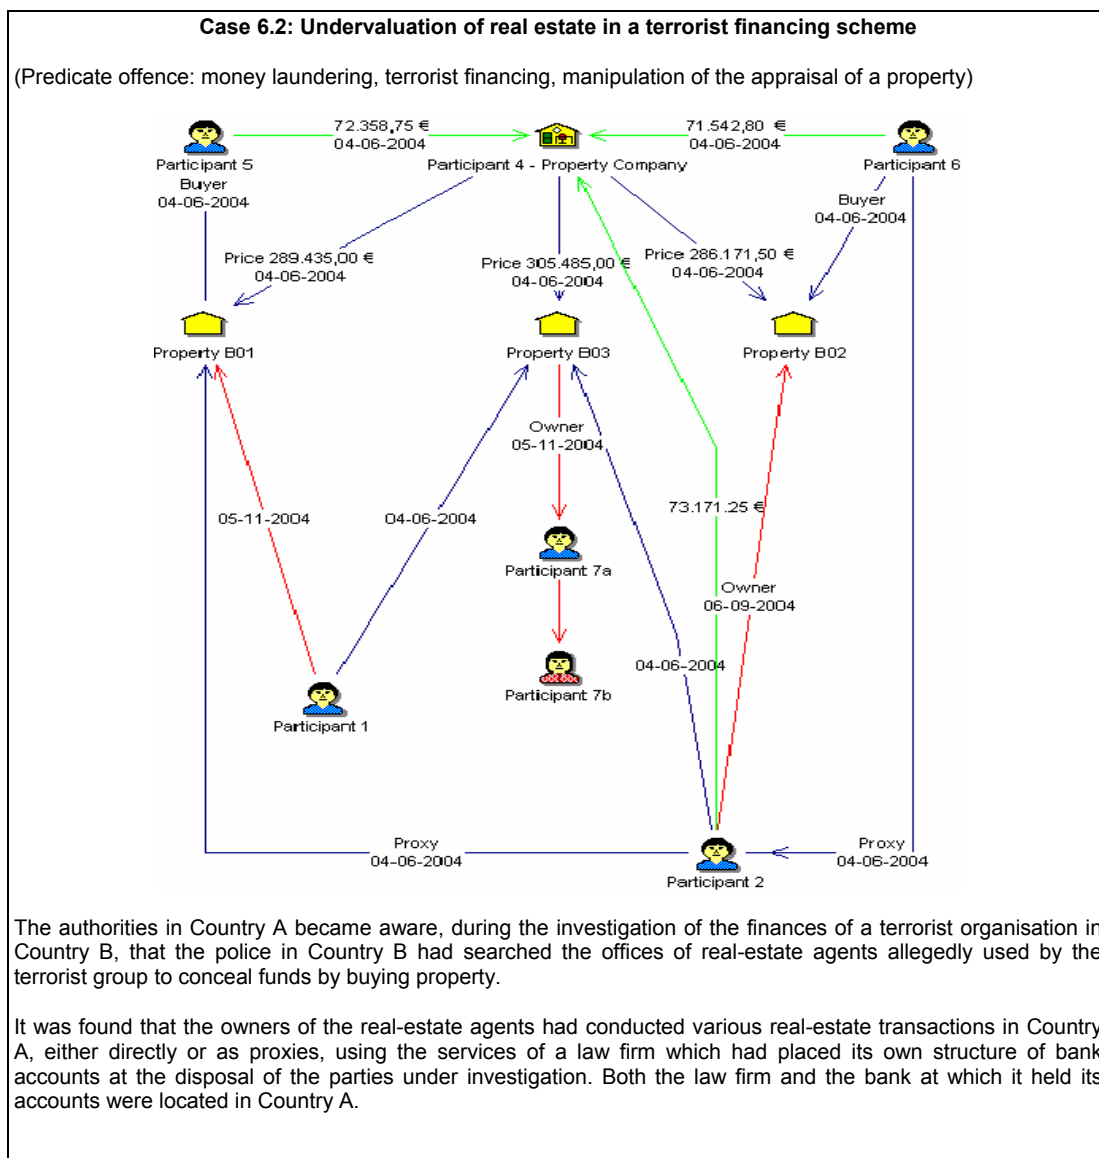 Case 6.2: Undervaluation of real estate in a terrorist financing scheme
(Predicate offence: money laundering, terrorist financing, manipulation of the appraisal of a property)
72.358,75 €
04-06-2004
71.542,80 €
04-06-2004
Participant 5
Participant 4 - Property Company
Participant 6
Buyer
04-06-2004
Buyer
04-06-2004
Price 289.435,00 €
04-06-2004
Price 305.485,00 €
04-06-2004
Price 286.171,50 €
04-06-2004
Property B01
Property B03
Property B02
Owner
05-11-2004
05-11-2004
04-06-2004
73.171.25 €
Participant 7a
Owner
06-09-2004
04-06-2004
Participant 7b
Participant 1
Proxy
04-06-2004
Proxy
04-06-2004
Participant 2
The authorities in Country A became aware, during the investigation of the finances of a terrorist organisation in
Country B, that the police in Country B had searched the offices of real-estate agents allegedly used by the
terrorist group to conceal funds by buying property.
It was found that the owners of the real-estate agents had conducted various real-estate transactions in Country
A, either directly or as proxies, using the services of a law firm which had placed its own structure of bank
accounts at the disposal of the parties under investigation. Both the law firm and the bank at which it held its
accounts were located in Country A.